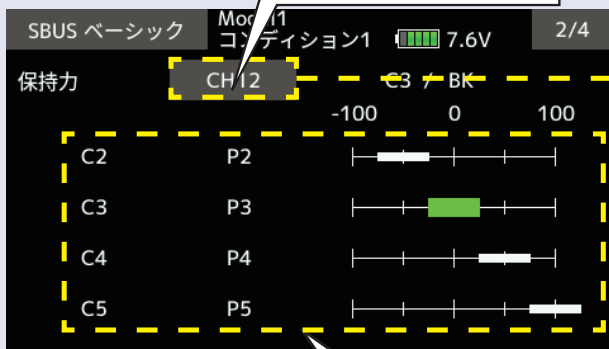 SBUS ベーシック
Model1
コンディション1 7.6V
2/4
保持力 CH12 C3 / BK
-100 0 100
C2 P2
C3 P3
C4 P4
C5 P5